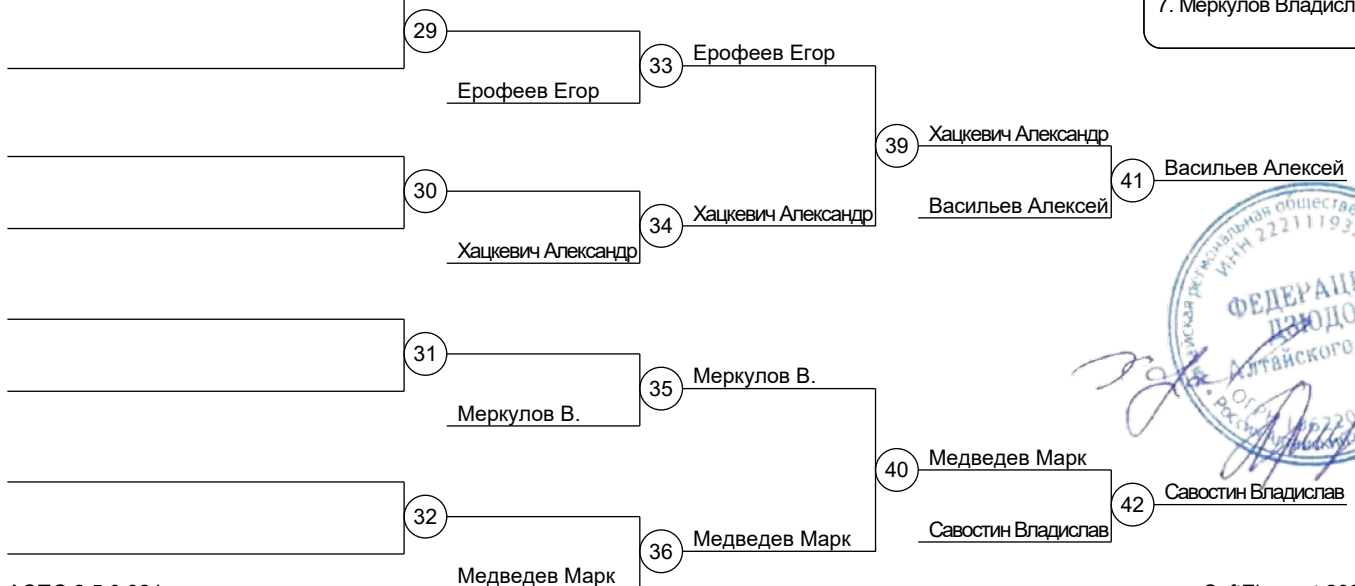 7. Меркулов
29
33
Ерофеев Егор
Ерофеев Егор
39
Хацкевич Александр
41
Васильев Алексей
Васильев Алексей
30
34
Хацкевич Александр
Хацкевич Александр
31
35
Меркулов В.
Меркулов В.
40
Медведев Марк
42
Савостин Владислав
Савостин Владислав
32
36
Медведев Марк
Медведев Марк
ИНН
ДЗЮДО
Алтайского